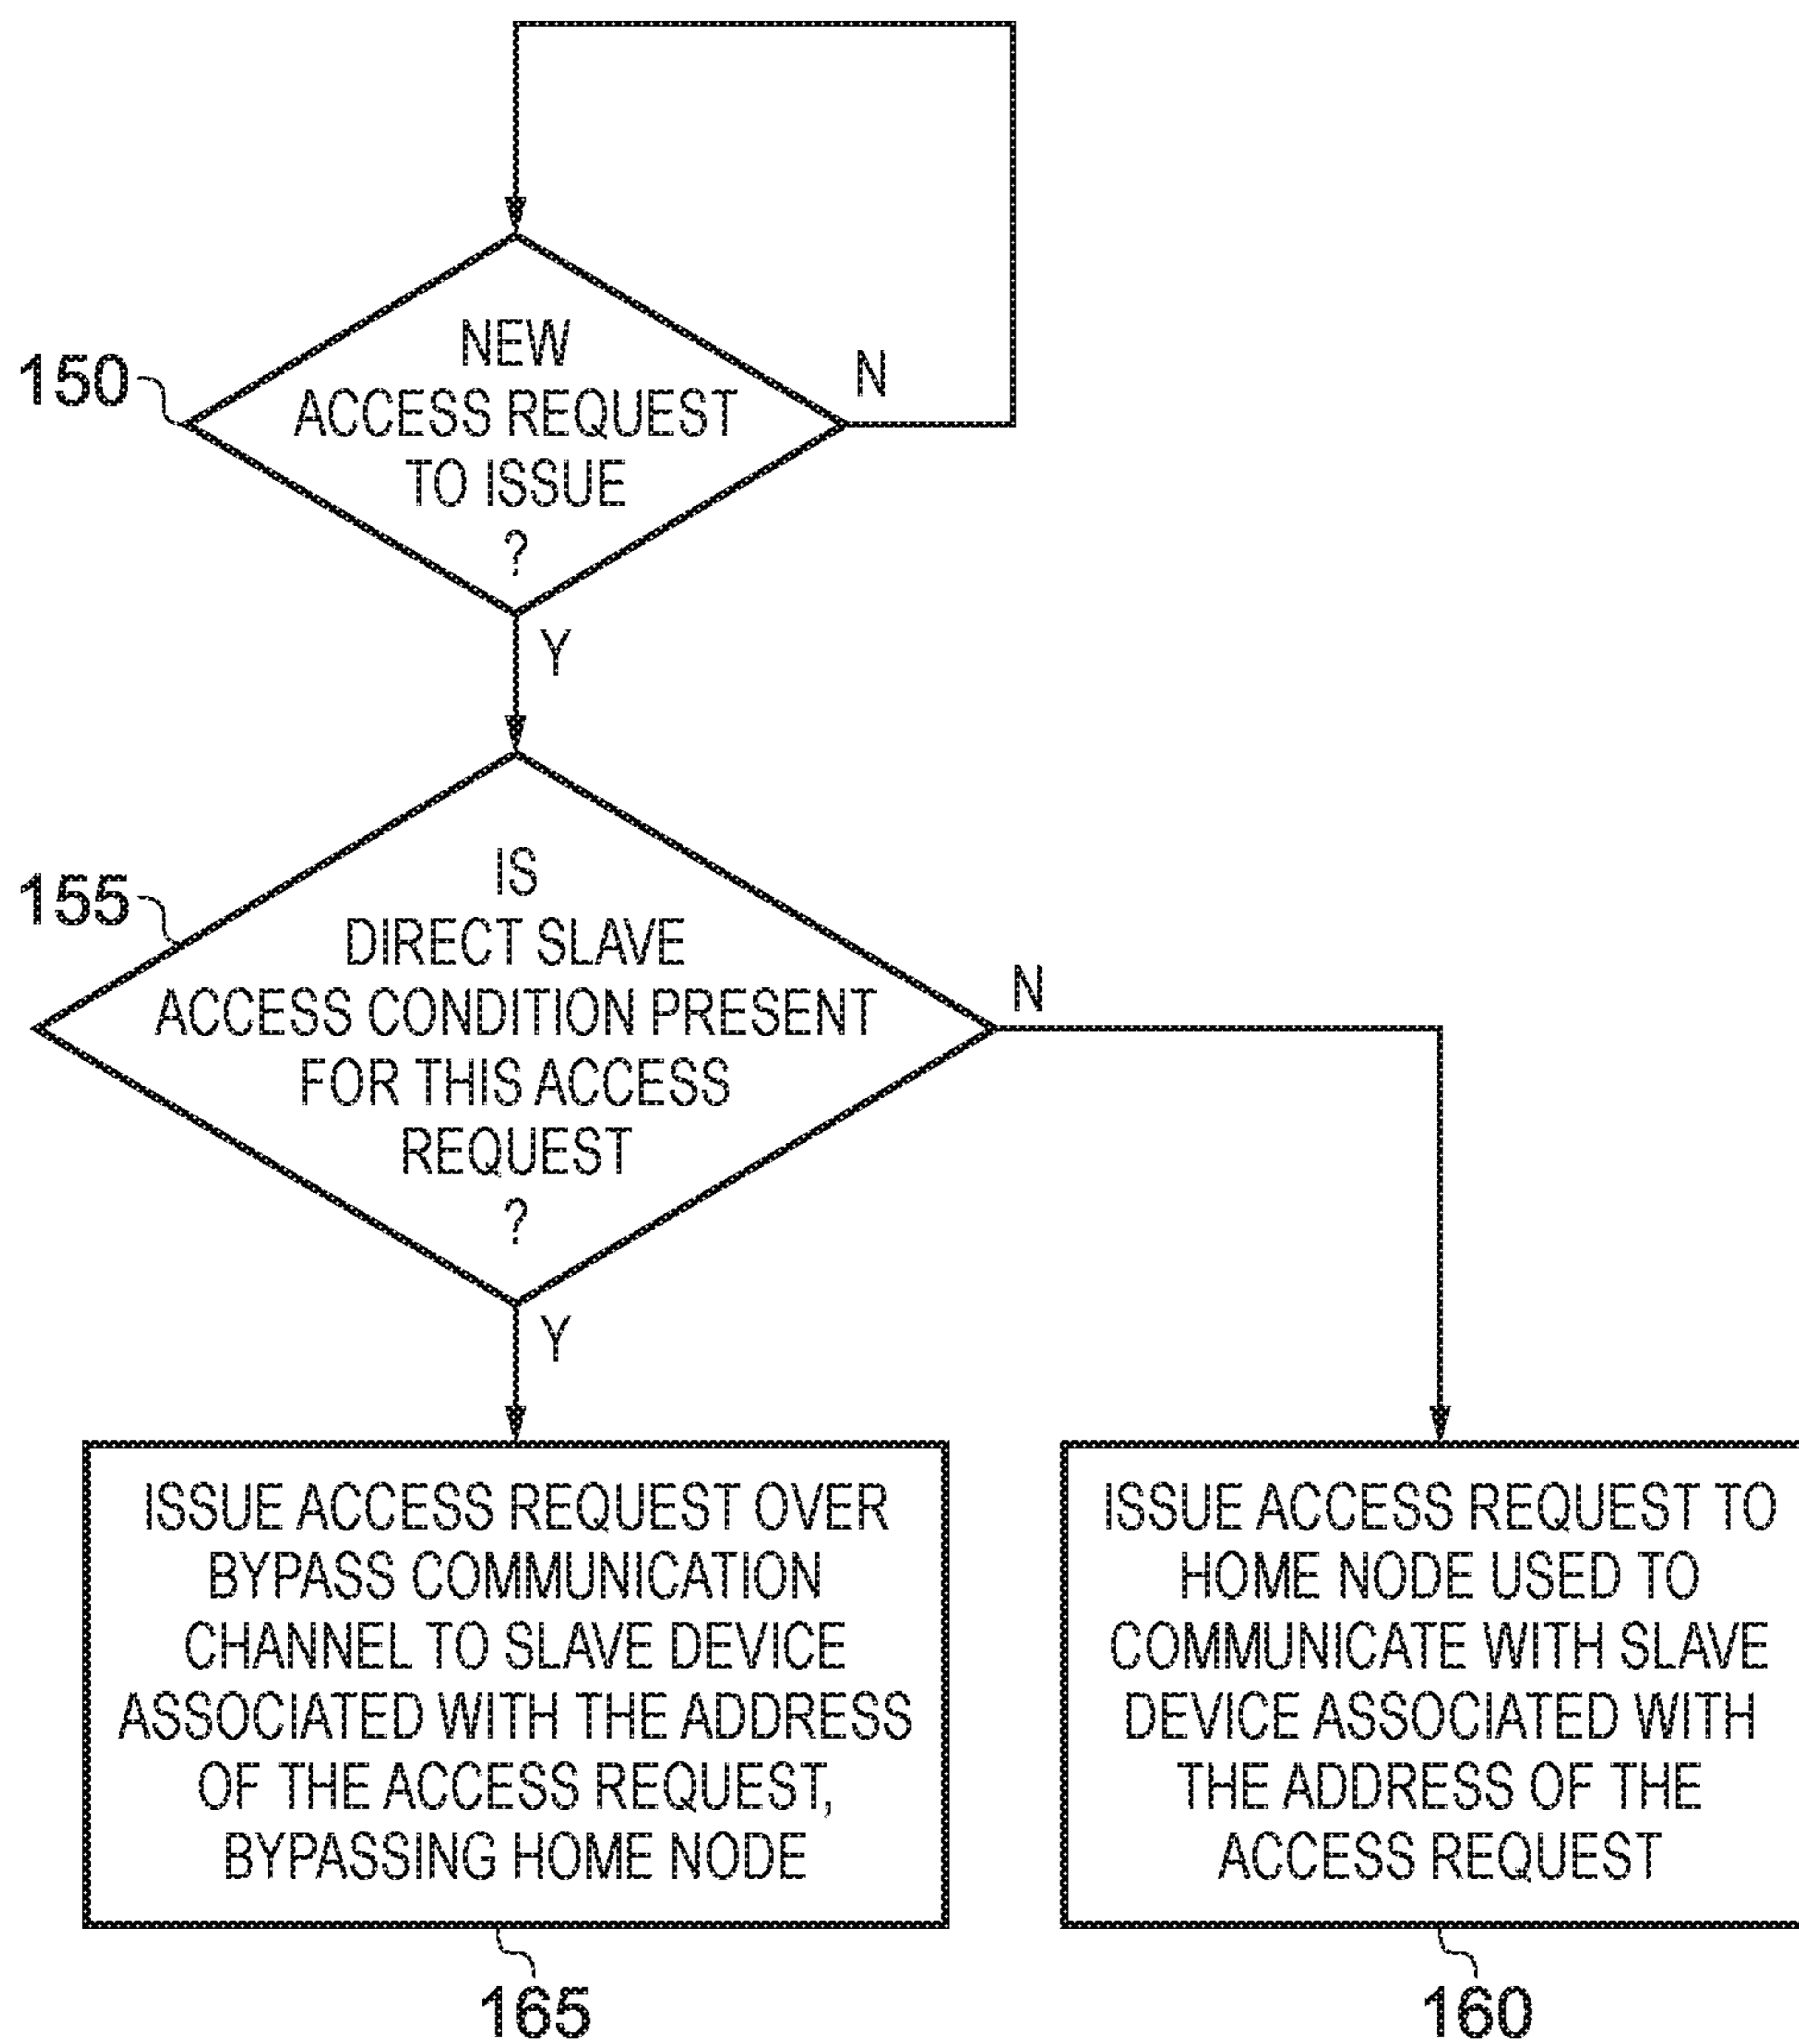 NEW
ACCESS REQUEST
TO ISSUE
?
150
N
Y
IS
DIRECT SLAVE
ACCESS CONDITION PRESENT
FOR THIS ACCESS
REQUEST
?
155
N
Y
ISSUE ACCESS REQUEST OVER
BYPASS COMMUNICATION
CHANNEL TO SLAVE DEVICE
ASSOCIATED WITH THE ADDRESS
OF THE ACCESS REQUEST,
BYPASSING HOME NODE
165
ISSUE ACCESS REQUEST TO
HOME NODE USED TO
COMMUNICATE WITH SLAVE
DEVICE ASSOCIATED WITH
THE ADDRESS OF THE
ACCESS REQUEST
160